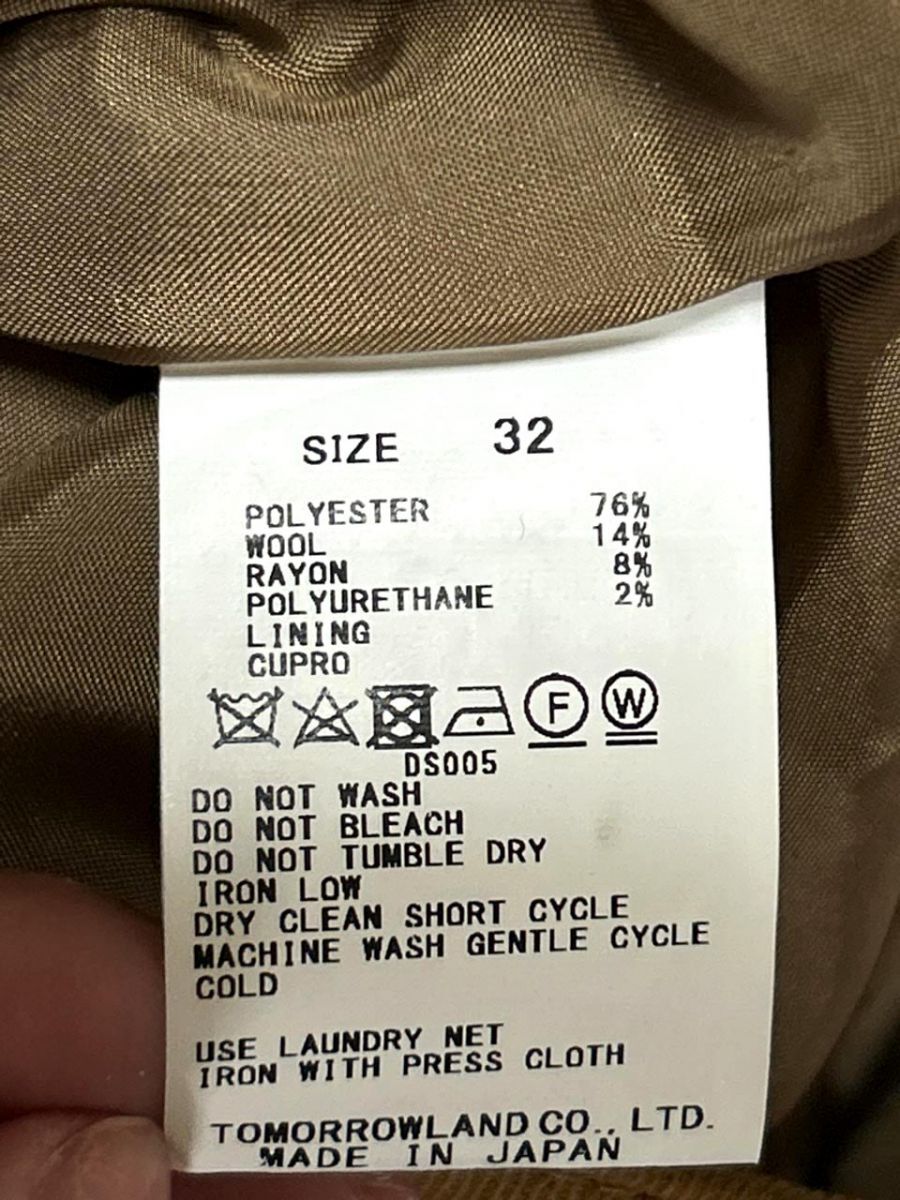 SIZE 32
POLYESTER 76%
WOOL 14%
RAYON 8%
POLYURETHANE 2%
LINING
CUPRO
F W
DS005
DO NOT WASH
DO NOT BLEACH
DO NOT TUMBLE DRY
IRON LOW
DRY CLEAN SHORT CYCLE
MACHINE WASH GENTLE CYCLE
COLD
USE LAUNDRY NET
IRON WITH PRESS CLOTH
TOMORROWLAND CO., LTD.
MADE IN JAPAN